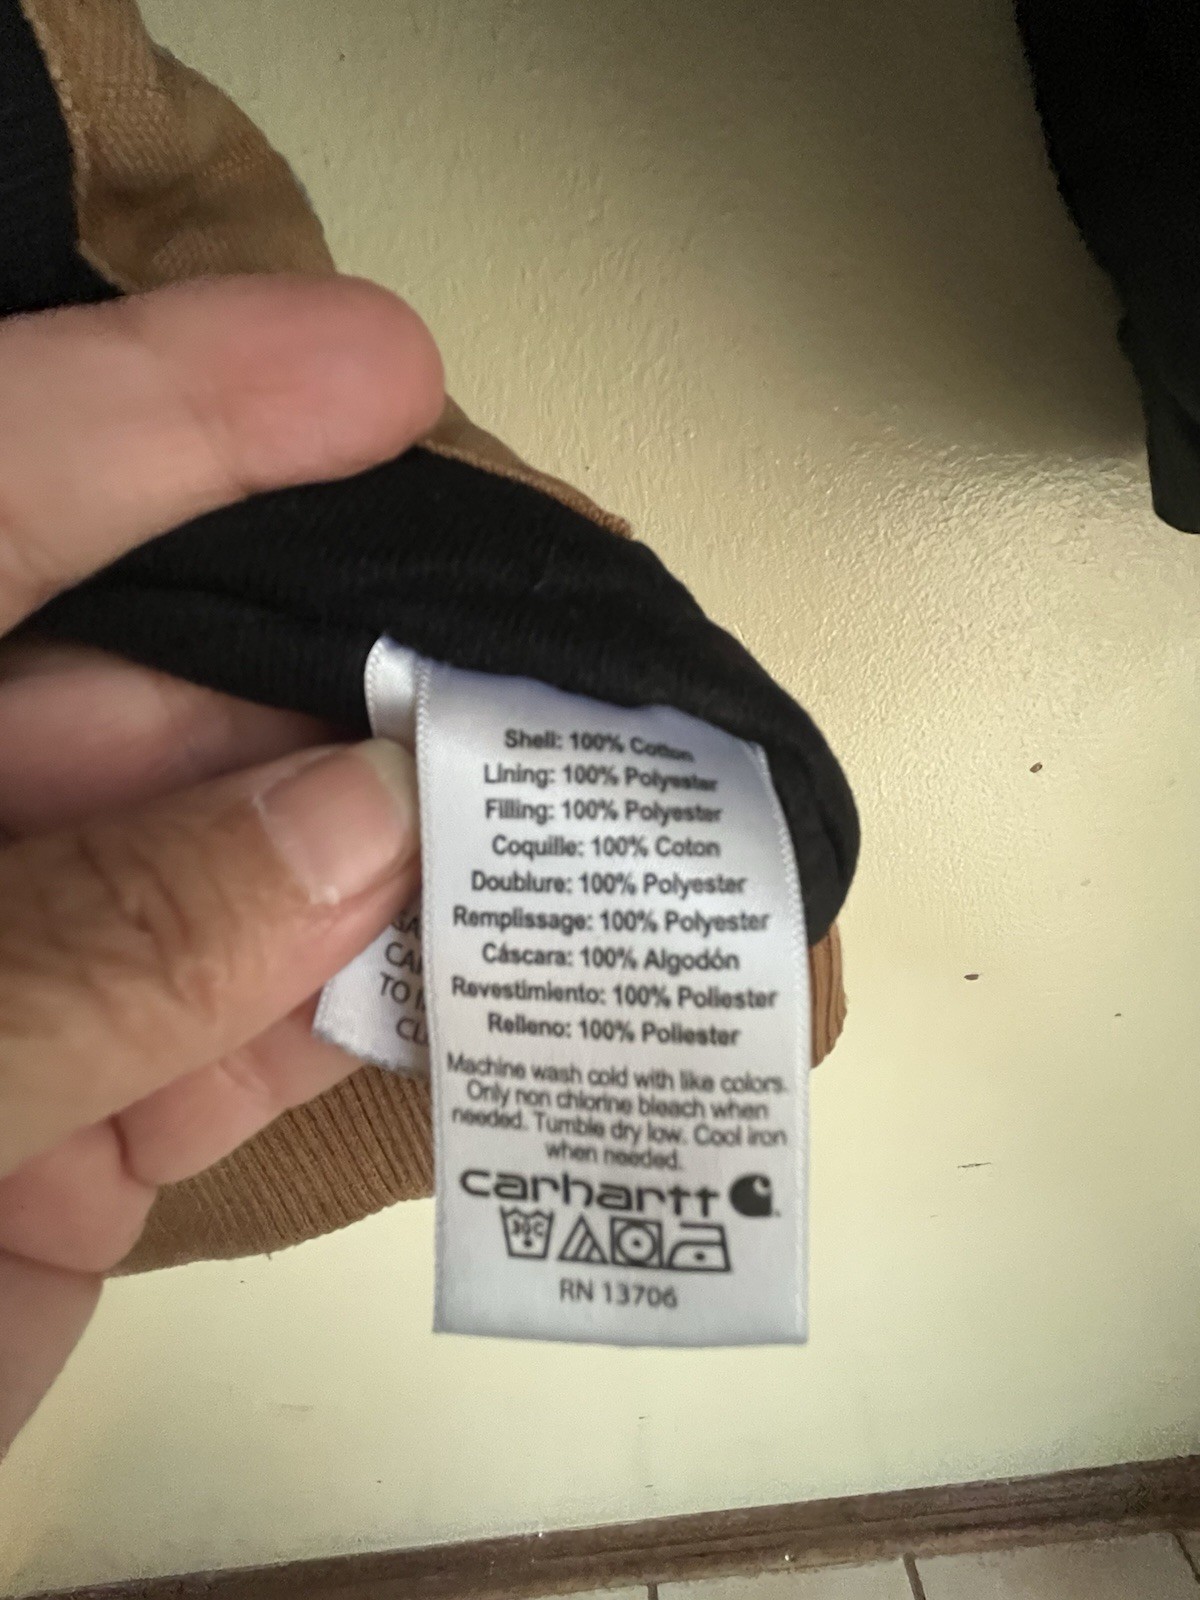 Shell: 100% Cotton
Lining: 100% Polyester
Filling: 100% Polyester
Coquille: 100% Coton
Doublure: 100% Polyester
Remplissage: 100% Polyester
Cáscara: 100% Algodón
Revestimiento: 100% Poliester
Relleno: 100% Poliester
Machine wash cold with like colors.
Only non chlorine bleach when
needed. Tumble dry low. Cool iron
when needed.
carhartt
30C
RN 13706
TO